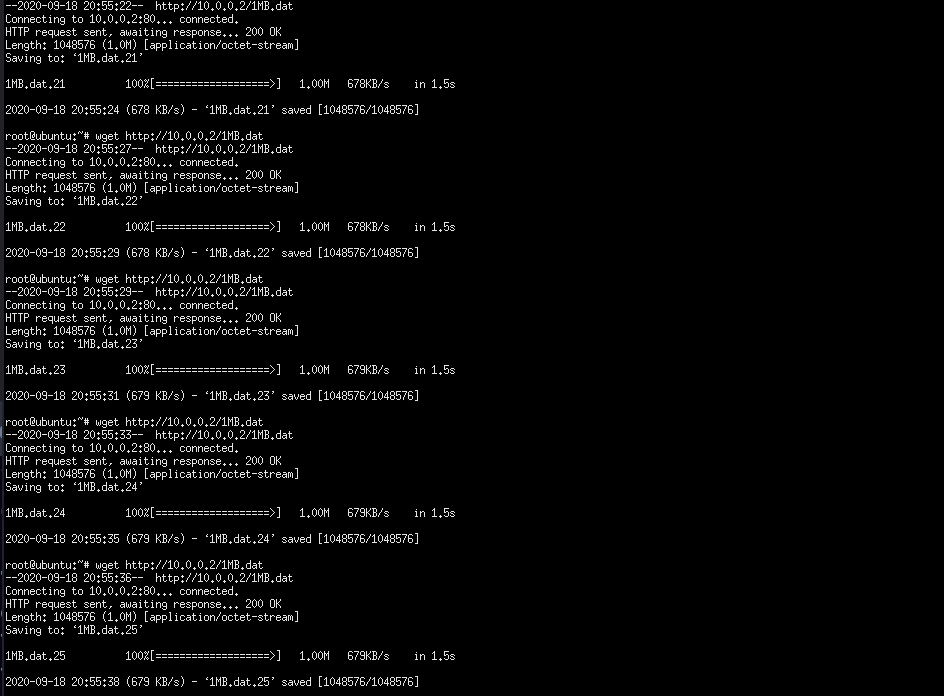 --2020-09-18 20:55:22--  http://10.0.0.2/1MB.dat
Connecting to 10.0.0.2:80... connected.
HTTP request sent, awaiting response... 200 OK
Length: 1048576 (1.0M) [application/octet-stream]
Saving to: ‘1MB.dat.21’

1MB.dat.21          100%[===================>]   1.00M   678KB/s    in 1.5s

2020-09-18 20:55:24 (678 KB/s) - ‘1MB.dat.21’ saved [1048576/1048576]

root@ubuntu:~# wget http://10.0.0.2/1MB.dat
--2020-09-18 20:55:27--  http://10.0.0.2/1MB.dat
Connecting to 10.0.0.2:80... connected.
HTTP request sent, awaiting response... 200 OK
Length: 1048576 (1.0M) [application/octet-stream]
Saving to: ‘1MB.dat.22’

1MB.dat.22          100%[===================>]   1.00M   678KB/s    in 1.5s

2020-09-18 20:55:29 (678 KB/s) - ‘1MB.dat.22’ saved [1048576/1048576]

root@ubuntu:~# wget http://10.0.0.2/1MB.dat
--2020-09-18 20:55:29--  http://10.0.0.2/1MB.dat
Connecting to 10.0.0.2:80... connected.
HTTP request sent, awaiting response... 200 OK
Length: 1048576 (1.0M) [application/octet-stream]
Saving to: ‘1MB.dat.23’

1MB.dat.23          100%[===================>]   1.00M   679KB/s    in 1.5s

2020-09-18 20:55:31 (679 KB/s) - ‘1MB.dat.23’ saved [1048576/1048576]

root@ubuntu:~# wget http://10.0.0.2/1MB.dat
--2020-09-18 20:55:33--  http://10.0.0.2/1MB.dat
Connecting to 10.0.0.2:80... connected.
HTTP request sent, awaiting response... 200 OK
Length: 1048576 (1.0M) [application/octet-stream]
Saving to: ‘1MB.dat.24’

1MB.dat.24          100%[===================>]   1.00M   679KB/s    in 1.5s

2020-09-18 20:55:35 (679 KB/s) - ‘1MB.dat.24’ saved [1048576/1048576]

root@ubuntu:~# wget http://10.0.0.2/1MB.dat
--2020-09-18 20:55:36--  http://10.0.0.2/1MB.dat
Connecting to 10.0.0.2:80... connected.
HTTP request sent, awaiting response... 200 OK
Length: 1048576 (1.0M) [application/octet-stream]
Saving to: ‘1MB.dat.25’

1MB.dat.25          100%[===================>]   1.00M   679KB/s    in 1.5s

2020-09-18 20:55:38 (679 KB/s) - ‘1MB.dat.25’ saved [1048576/1048576]